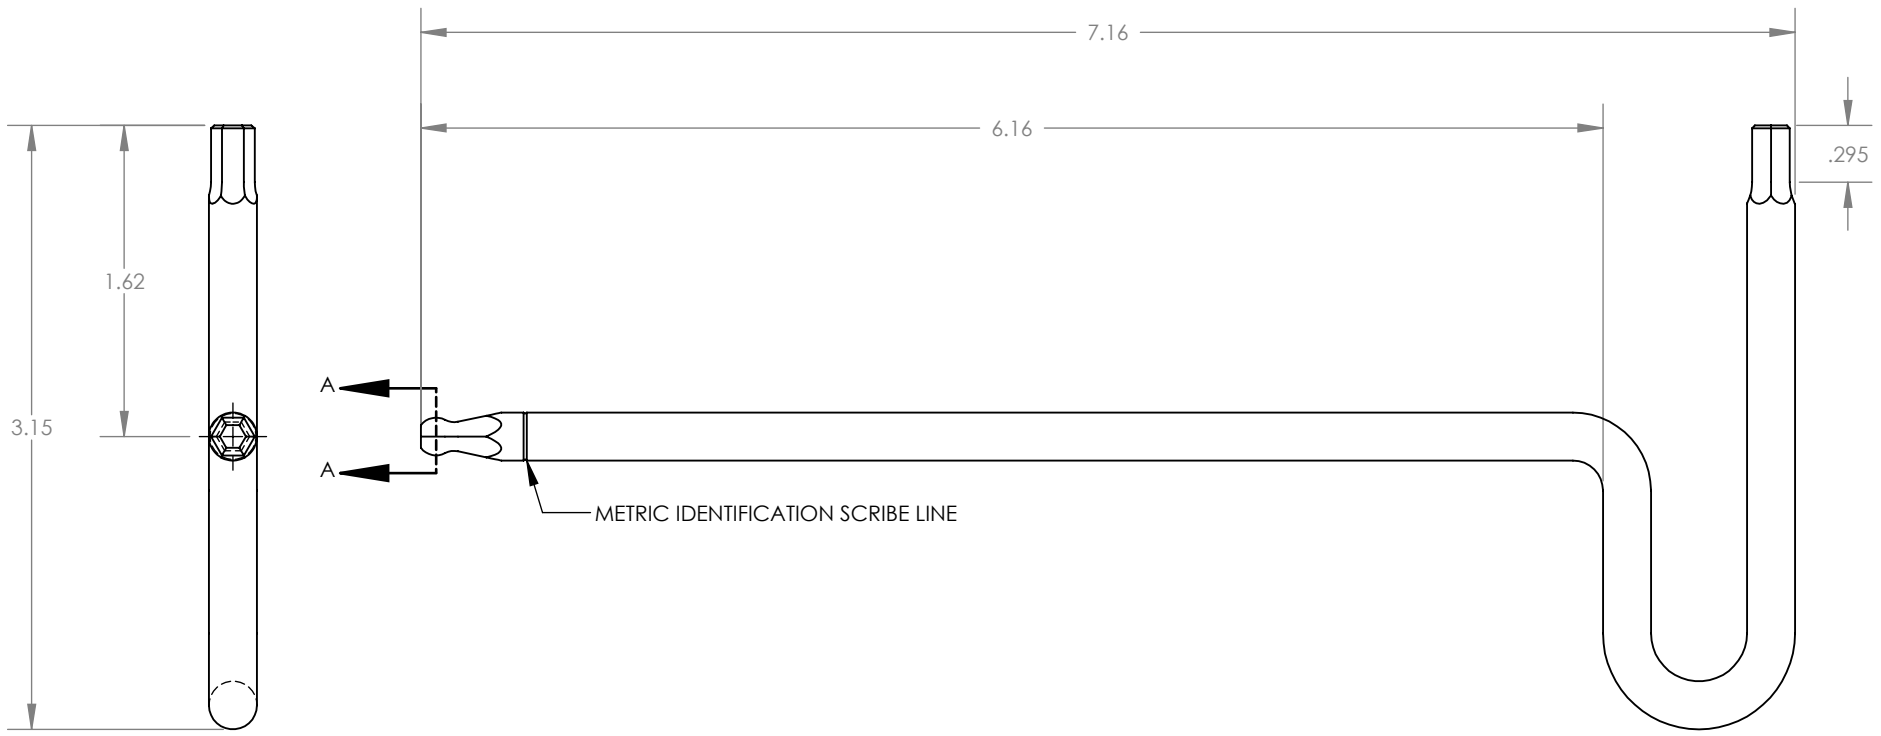 7.16
6.16
.295
1.62
A
3.15
A
METRIC IDENTIFICATION SCRIBE LINE